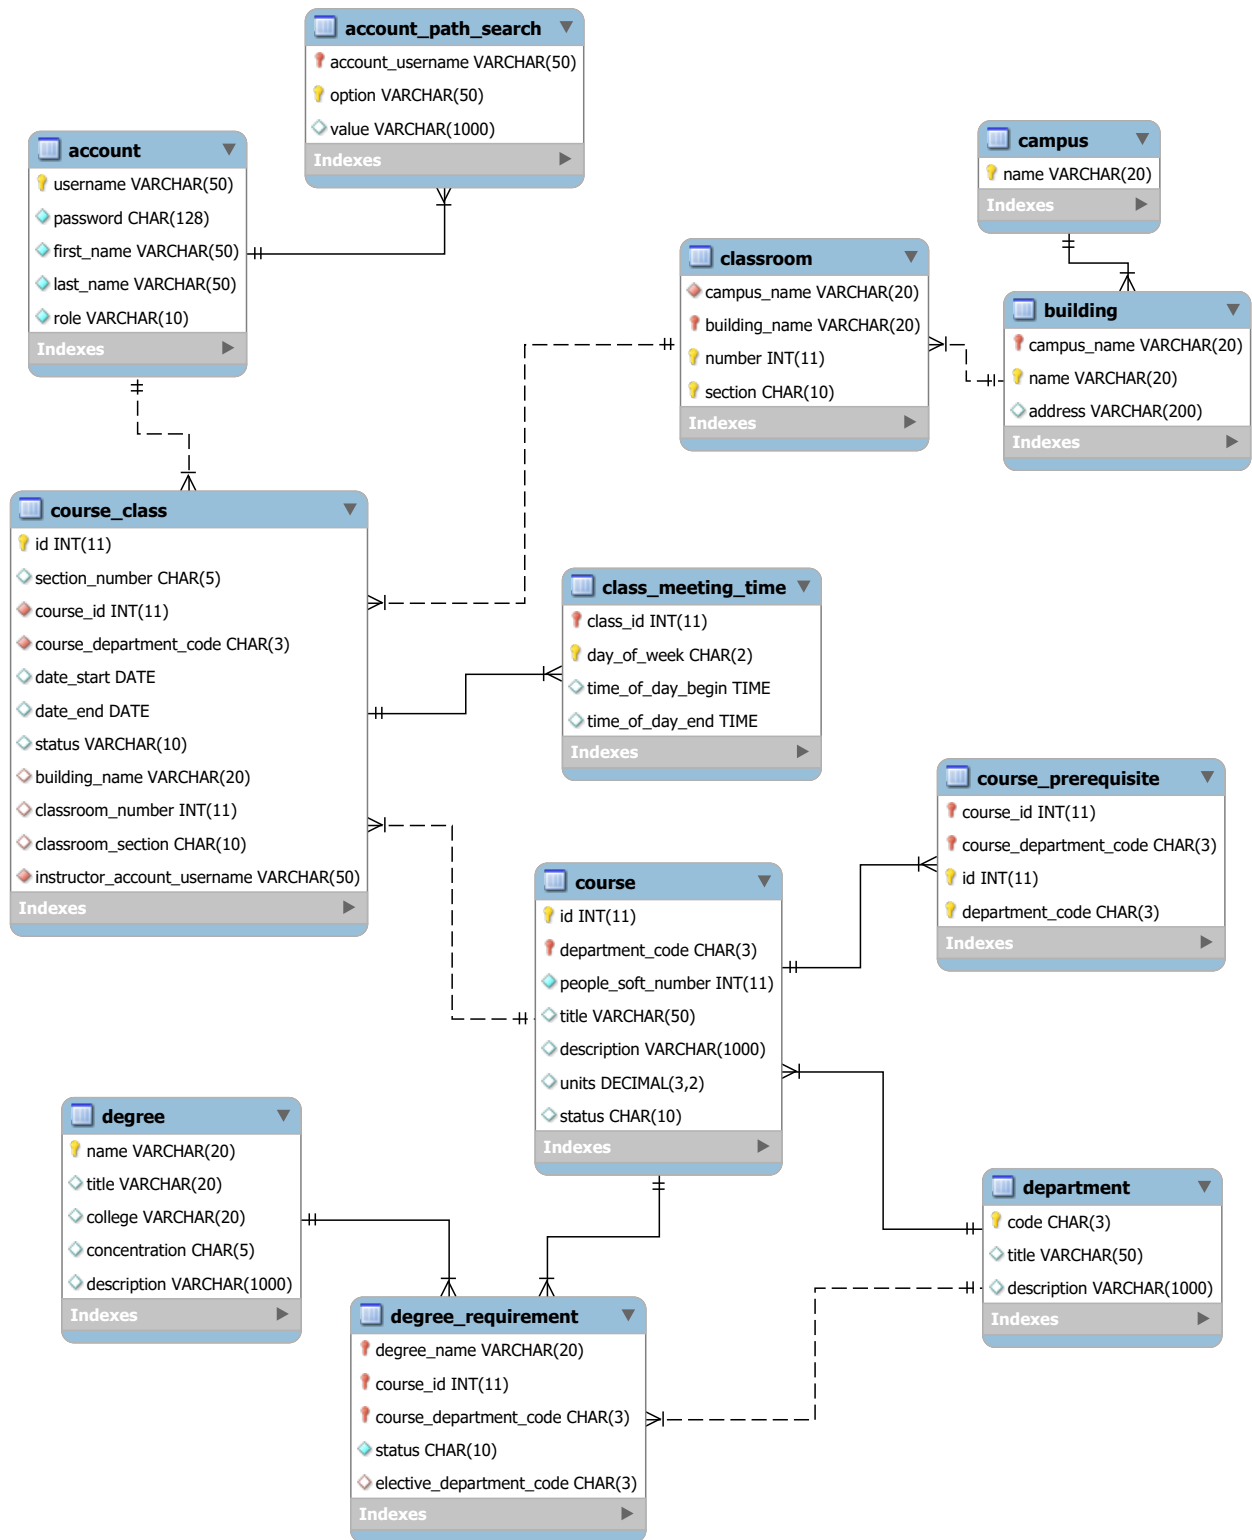 account_path_search
account_username VARCHAR(50)
option VARCHAR(50)
value VARCHAR(1000)
Indexes
account
username VARCHAR(50)
password CHAR(128)
first_name VARCHAR(50)
last_name VARCHAR(50)
role VARCHAR(10)
Indexes
campus
name VARCHAR(20)
Indexes
classroom
campus_name VARCHAR(20)
building_name VARCHAR(20)
number INT(11)
section CHAR(10)
Indexes
building
campus_name VARCHAR(20)
name VARCHAR(20)
address VARCHAR(200)
Indexes
course_class
id INT(11)
section_number CHAR(5)
course_id INT(11)
course_department_code CHAR(3)
date_start DATE
date_end DATE
status VARCHAR(10)
building_name VARCHAR(20)
classroom_number INT(11)
classroom_section CHAR(10)
instructor_account_username VARCHAR(50)
Indexes
class_meeting_time
class_id INT(11)
day_of_week CHAR(2)
time_of_day_begin TIME
time_of_day_end TIME
Indexes
course_prerequisite
course_id INT(11)
course_department_code CHAR(3)
id INT(11)
department_code CHAR(3)
Indexes
course
id INT(11)
department_code CHAR(3)
people_soft_number INT(11)
title VARCHAR(50)
description VARCHAR(1000)
units DECIMAL(3,2)
status CHAR(10)
Indexes
degree
name VARCHAR(20)
title VARCHAR(20)
college VARCHAR(20)
concentration CHAR(5)
description VARCHAR(1000)
Indexes
department
code CHAR(3)
title VARCHAR(50)
description VARCHAR(1000)
Indexes
degree_requirement
degree_name VARCHAR(20)
course_id INT(11)
course_department_code CHAR(3)
status CHAR(10)
elective_department_code CHAR(3)
Indexes